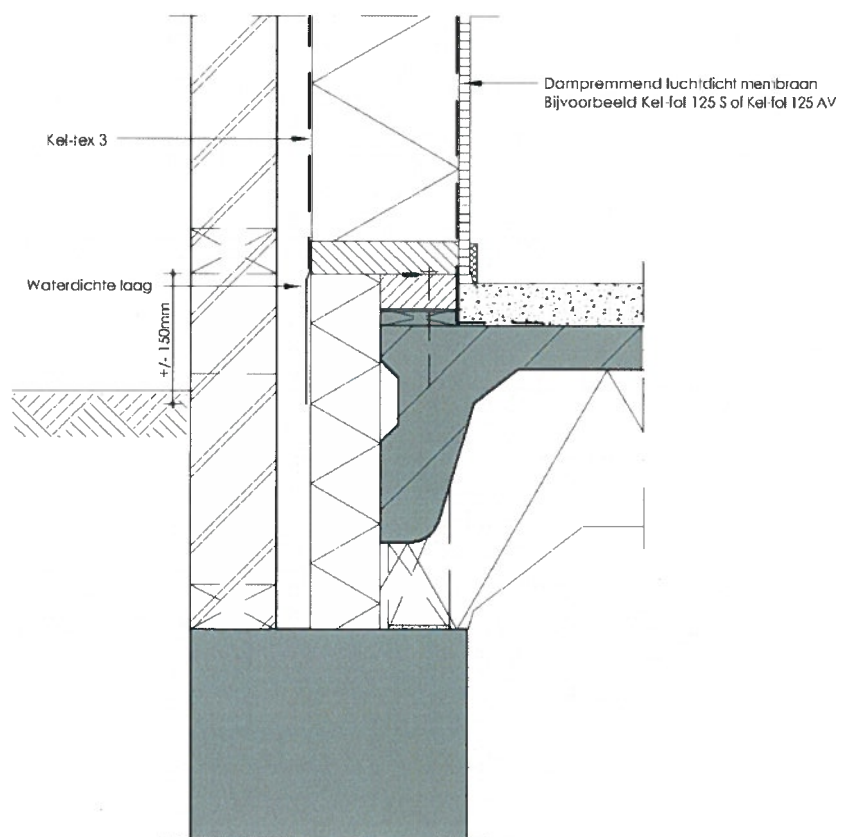 Dampremmend luchtdicht membraan
Bijvoorbeeld Kel-fol 125 S of Kel-fol 125 AV
Kel-tex 3
Waterdichte laag
+/- 150mm